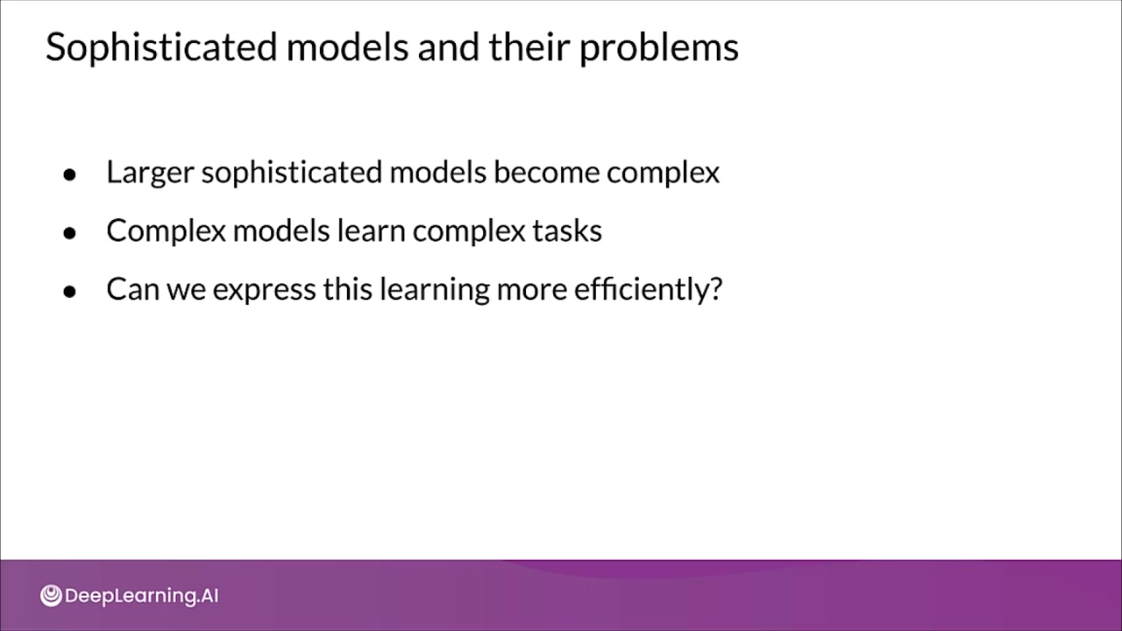 Sophisticated models and their problems
● Larger sophisticated models become complex
● Complex models learn complex tasks
● Can we express this learning more efficiently?
DeepLearning.AI